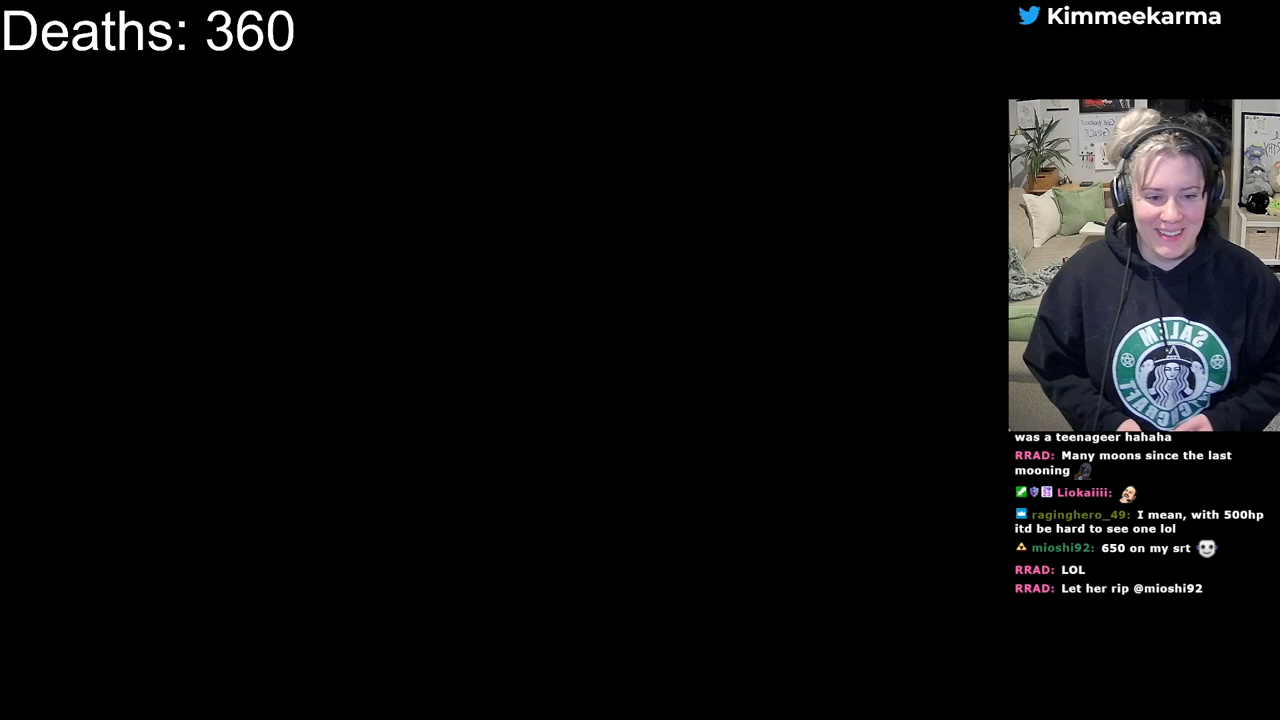 Deaths: 360
Kimmeekarma
SALEM
was a teenageer hahaha
RRAD: Many moons since the last
mooning
Liokaiiii:
raginghero_49: I mean, with 500hp
itd be hard to see one lol
mioshi92: 650 on my srt
RRAD: LOL
RRAD: Let her rip @mioshi92